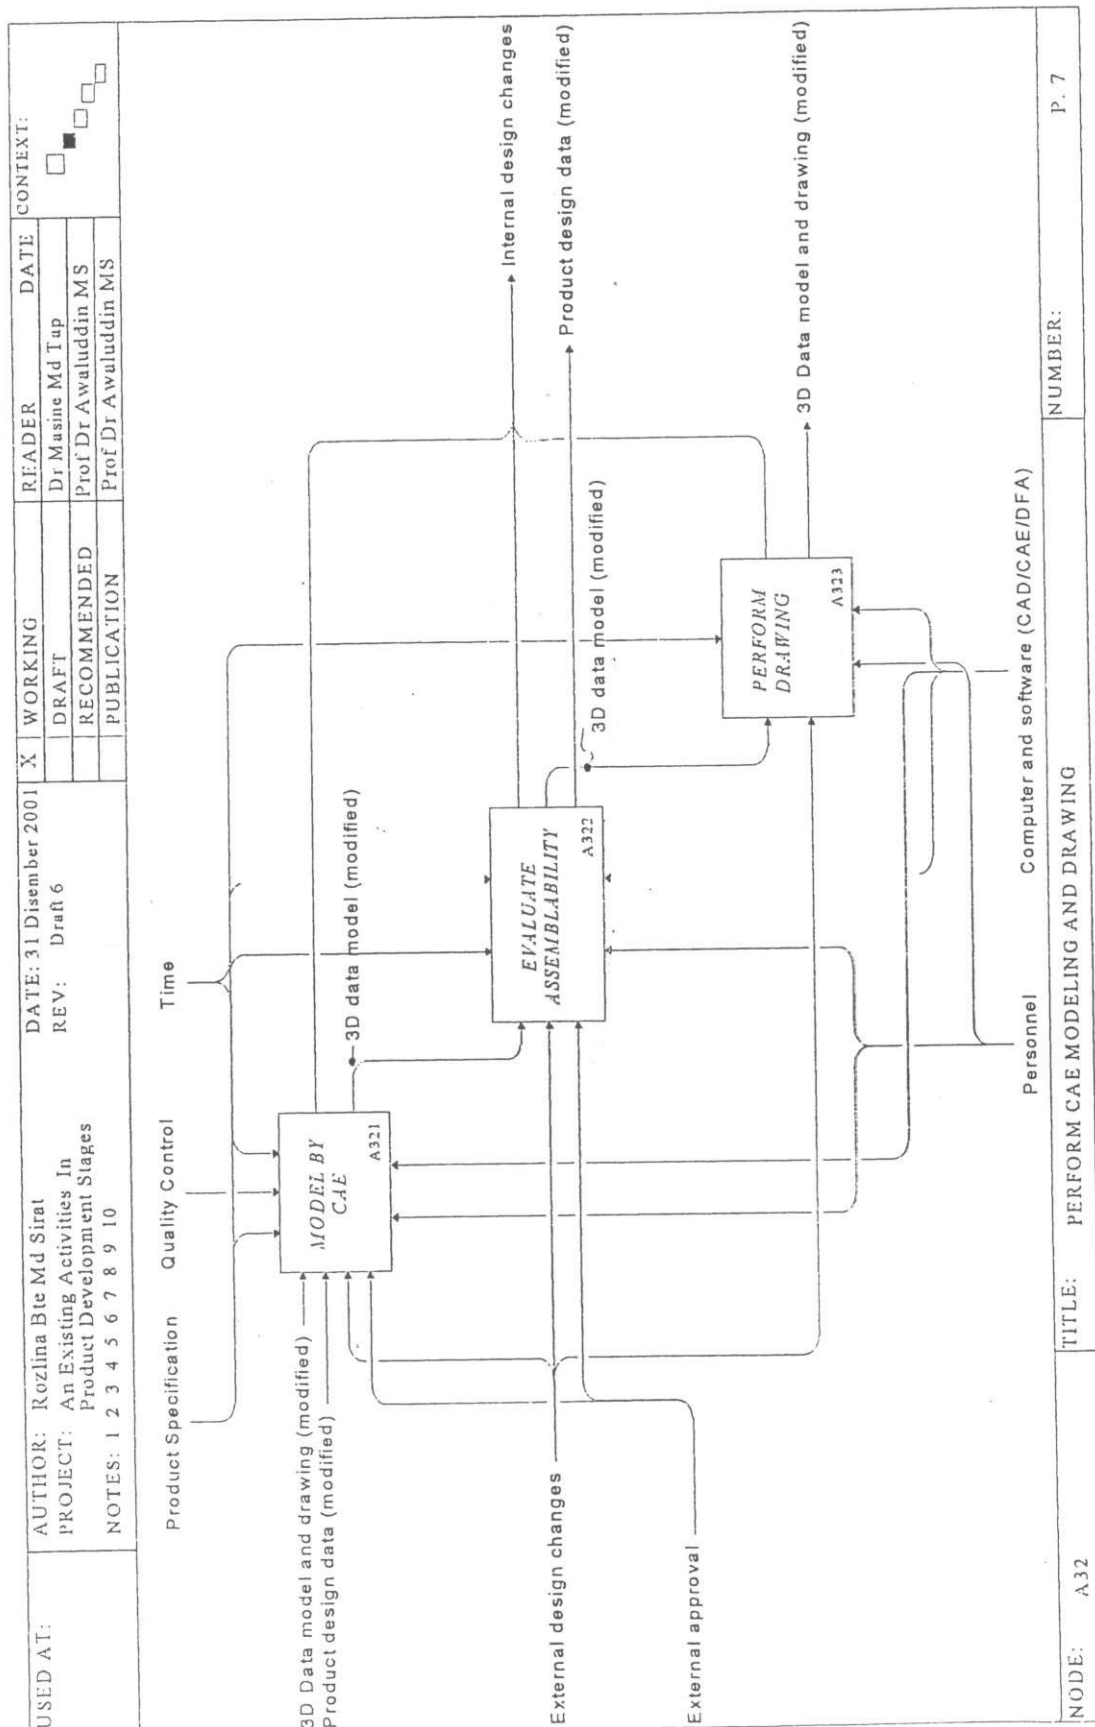 USED AT:
AUTHOR: Rozlina Bte Md Sirat
PROJECT: An Existing Activities In
Product Development Stages
NOTES: 1 2 3 4 5 6 7 8 9 10
DATE: 31 Disember 2001
REV: Draft 6
X WORKING
DRAFT
RECOMMENDED
PUBLICATION
READER DATE
Dr Musine Md Tap
Prof Dr Awaluddin MS
Prof Dr Awaluddin MS
CONTEXT:
Product Specification
Quality Control
Time
3D Data model and drawing (modified)
Product design data (modified)
External design changes
External approval
MODEL BY
CAE
A321
3D data model (modified)
EVALUATE
ASSEMBLABILITY
A322
3D data model (modified)
PERFORM
DRAWING
A323
Internal design changes
Product design data (modified)
3D Data model and drawing (modified)
Personnel
Computer and software (CAD/CAE/DFA)
NODE: A32
TITLE: PERFORM CAE MODELING AND DRAWING
NUMBER: P. 7